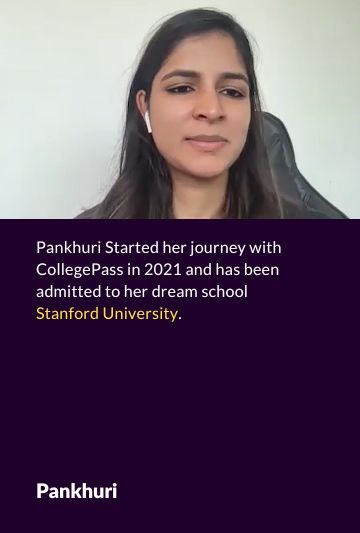 Pankhuri Started her journey with
CollegePass in 2021 and has been
admitted to her dream school
Stanford University.
Pankhuri